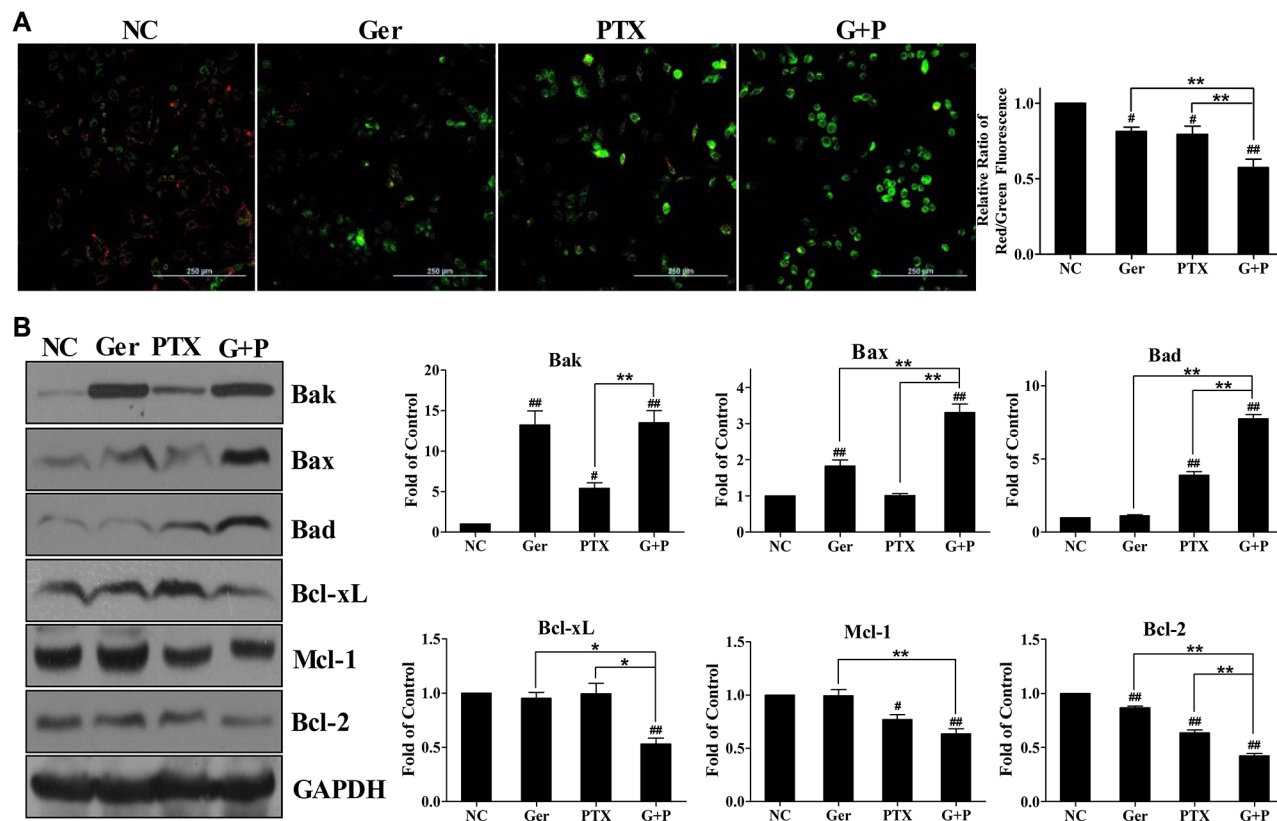 A
NC Ger PTX G+P
250 µm 250 µm 250 µm 250 µm
Relative Ratio of
Red/Green Fluorescence
1.0
0.5
0.0
# # ##
** **
NC Ger PTX G+P
B
NC Ger PTX G+P
Bak
Bax
Bad
Bcl-xL
Mcl-1
Bcl-2
GAPDH
Bak
Fold of Control
20
15
10
5
0
## # ##
**
NC Ger PTX G+P
Bax
Fold of Control
4
3
2
1
0
## ##
** **
NC Ger PTX G+P
Bad
Fold of Control
10
5
0
## ##
** **
NC Ger PTX G+P
Bcl-xL
Fold of Control
1.5
1.0
0.5
0.0
##
* *
NC Ger PTX G+P
Mcl-1
Fold of Control
1.5
1.0
0.5
0.0
# ##
**
NC Ger PTX G+P
Bcl-2
Fold of Control
1.5
1.0
0.5
0.0
## ## ##
** **
NC Ger PTX G+P